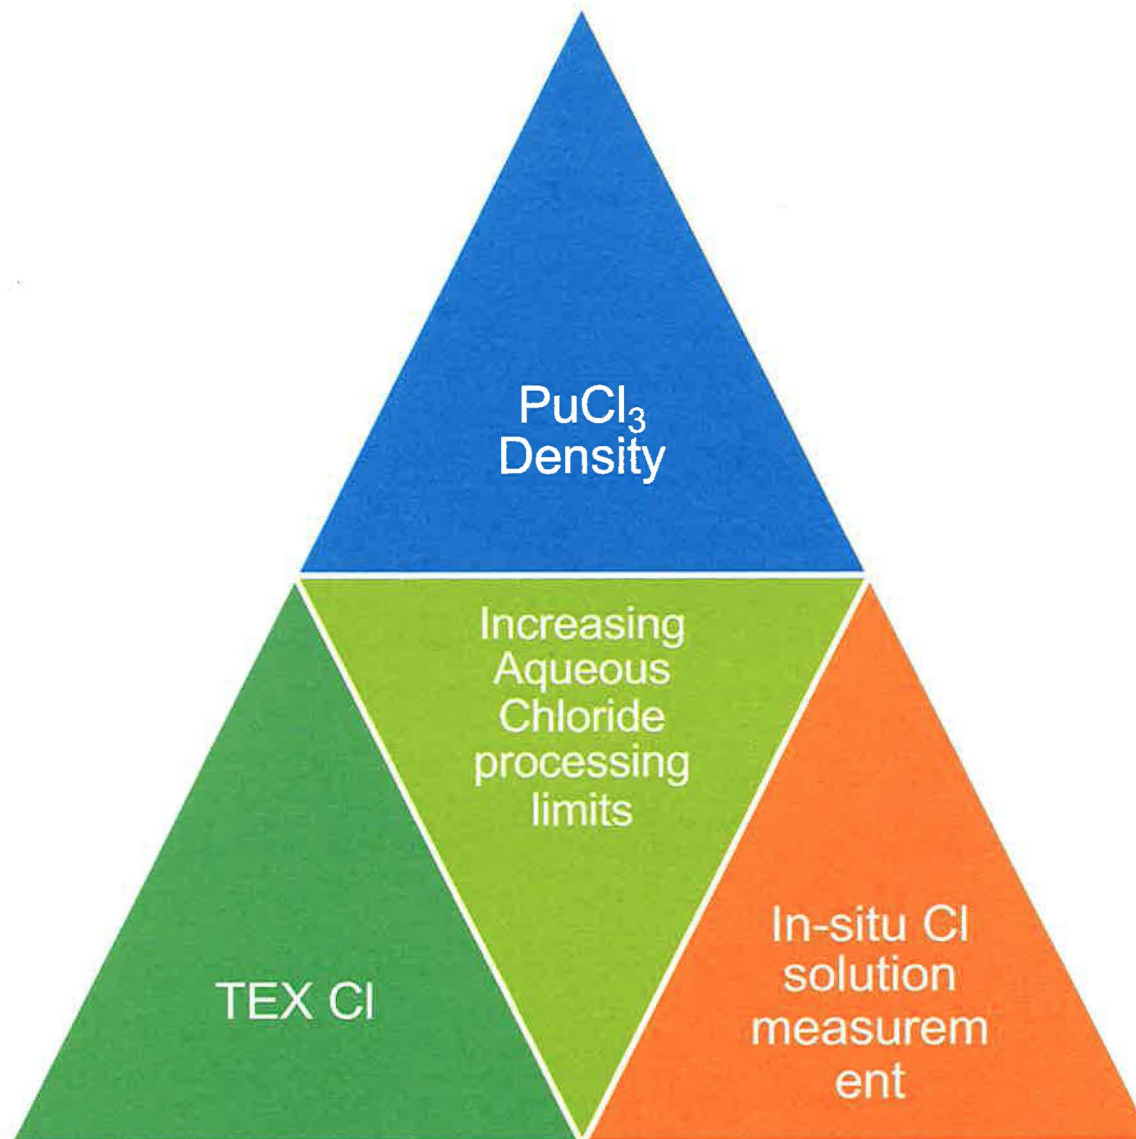 PuCl₃
Density
Increasing
Aqueous
Chloride
processing
limits
TEX Cl
In-situ Cl
solution
measurem
ent